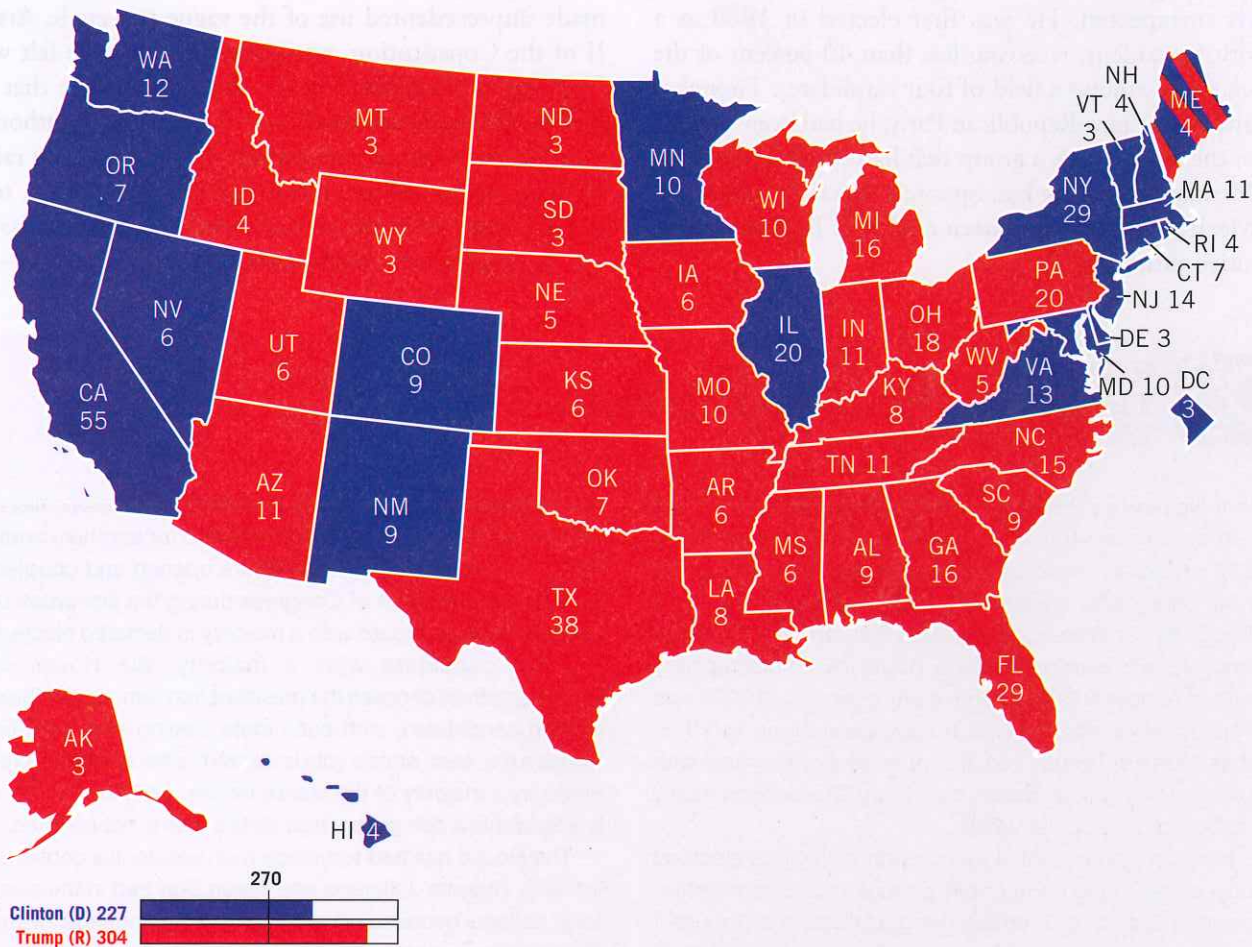 WA
12
OR
7
CA
55
NV
6
ID
4
MT
3
WY
3
UT
6
CO
9
AZ
11
NM
9
ND
3
SD
3
NE
5
KS
6
OK
7
TX
38
MN
10
IA
6
MO
10
AR
6
LA
8
WI
10
IL
20
MI
16
IN
11
OH
18
KY
8
TN 11
MS
6
AL
9
GA
16
FL
29
SC
9
NC
15
VA
13
WV
5
PA
20
NY
29
VT
3
NH
4
ME
4
MA 11
RI 4
CT 7
NJ 14
DE 3
MD 10
DC
3
AK
3
HI 4
270
Clinton (D) 227
Trump (R) 304